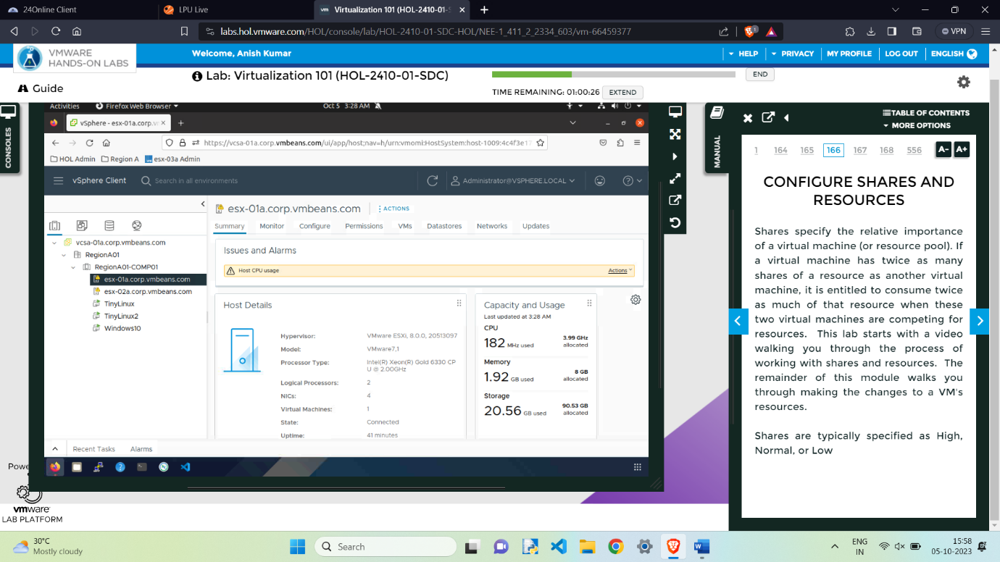 24Online Client
LPU Live
vm Virtualization 101 (HOL-2410-01-S
labs.hol.vmware.com/HOL/console/lab/HOL-2410-01-SDC-HOL/NEE-1_411_2_2334_603/vm-66459377
1
VPN
VMWARE
HANDS-ON LABS
Welcome, Anish Kumar
HELP
PRIVACY
MY PROFILE
LOG OUT
ENGLISH
Lab: Virtualization 101 (HOL-2410-01-SDC)
END
TIME REMAINING: 01:00:26
EXTEND
Guide
CONSOLES
Activities
Firefox Web Browser
Oct 5 3:28 AM
vSphere - esx-01a.corp.v
https://vcsa-01a.corp.vmbeans.com/ui/app/host;nav=h/urn:vmomi:HostSystem:host-1009:4c4f3e17
HOL Admin
Region A
esx-03a Admin
vSphere Client
Search in all environments
Administrator@VSPHERE.LOCAL
vcsa-01a.corp.vmbeans.com
RegionA01
RegionA01-COMP01
esx-01a.corp.vmbeans.com
esx-02a.corp.vmbeans.com
TinyLinux
TinyLinux2
Windows10
esx-01a.corp.vmbeans.com
ACTIONS
Summary
Monitor
Configure
Permissions
VMs
Datastores
Networks
Updates
Issues and Alarms
Host CPU usage
Actions
Host Details
Hypervisor: VMware ESXi, 8.0.0, 20513097
Model: VMware7,1
Processor Type: Intel(R) Xeon(R) Gold 6330 CP
U @ 2.00GHz
Logical Processors: 2
NICs: 4
Virtual Machines: 1
State: Connected
Uptime: 41 minutes
Capacity and Usage
Last updated at 3:28 AM
CPU
182 MHz used
3.99 GHz
allocated
Memory
1.92 GB used
8 GB
allocated
Storage
20.56 GB used
90.53 GB
allocated
Recent Tasks
Alarms
Powe
vmware
LAB PLATFORM
MANUAL
TABLE OF CONTENTS
MORE OPTIONS
1 164 165 166 167 168 556
A- A+
CONFIGURE SHARES AND
RESOURCES
Shares specify the relative importance
of a virtual machine (or resource pool). If
a virtual machine has twice as many
shares of a resource as another virtual
machine, it is entitled to consume twice
as much of that resource when these
two virtual machines are competing for
resources. This lab starts with a video
walking you through the process of
working with shares and resources. The
remainder of this module walks you
through making the changes to a VM's
resources.
Shares are typically specified as High,
Normal, or Low
30°C
Mostly cloudy
Search
ENG
IN
15:58
05-10-2023